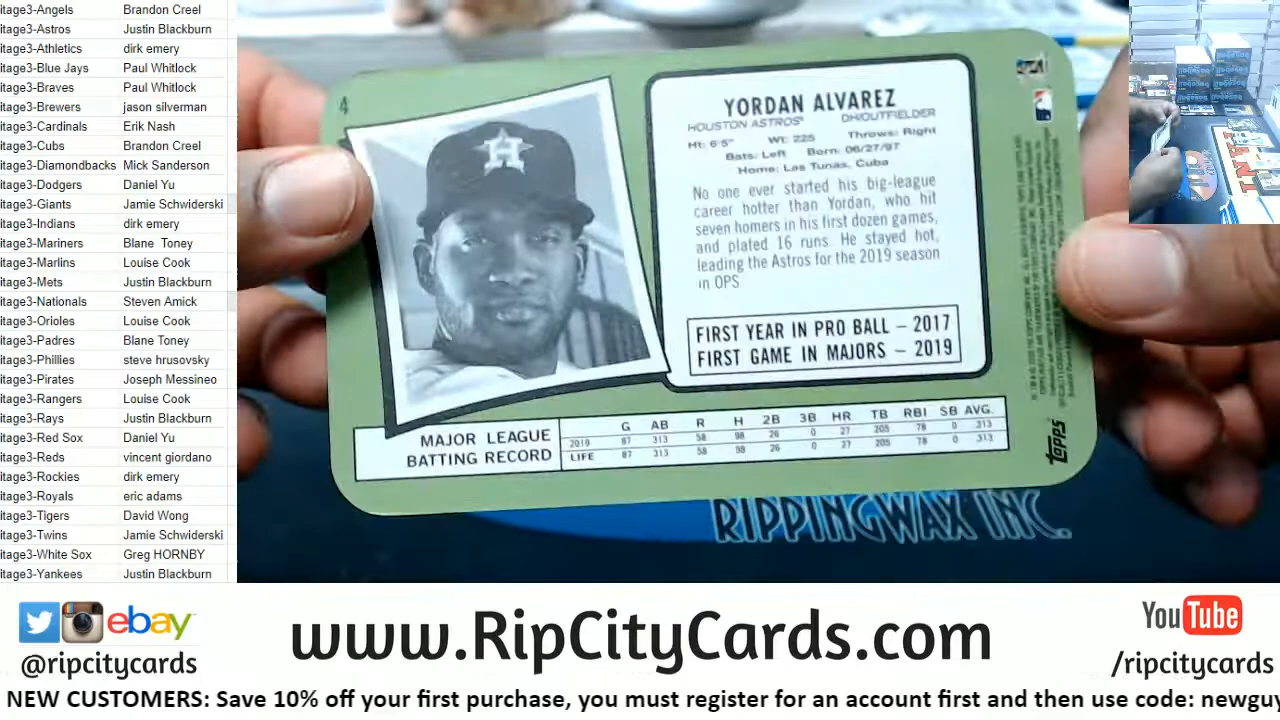 itage3-Angels Brandon Creel
itage3-Astros Justin Blackburn
itage3-Athletics dirk emery
itage3-Blue Jays Paul Whitlock
itage3-Braves Paul Whitlock
itage3-Brewers jason silverman
itage3-Cardinals Erik Nash
itage3-Cubs Brandon Creel
itage3-Diamondbacks Mick Sanderson
itage3-Dodgers Daniel Yu
itage3-Giants Jamie Schwiderski
itage3-Indians dirk emery
itage3-Mariners Blane Toney
itage3-Marlins Louise Cook
itage3-Mets Justin Blackburn
itage3-Nationals Steven Amick
itage3-Orioles Louise Cook
itage3-Padres Blane Toney
itage3-Phillies steve hrusovsky
itage3-Pirates Joseph Messineo
itage3-Rangers Louise Cook
itage3-Rays Justin Blackburn
itage3-Red Sox Daniel Yu
itage3-Reds vincent giordano
itage3-Rockies dirk emery
itage3-Royals eric adams
itage3-Tigers David Wong
itage3-Twins Jamie Schwiderski
itage3-White Sox Greg HORNBY
itage3-Yankees Justin Blackburn
4
YORDAN ALVAREZ
HOUSTON ASTROS® DH/OUTFIELDER
Ht: 6'5" Wt: 225 Throws: Right
Bats: Left Born: 06/27/97
Home: Las Tunas, Cuba
No one ever started his big-league
career hotter than Yordan, who hit
seven homers in his first dozen games,
and plated 16 runs. He stayed hot,
leading the Astros for the 2019 season
in OPS
FIRST YEAR IN PRO BALL – 2017
FIRST GAME IN MAJORS – 2019
MAJOR LEAGUE
BATTING RECORD
G AB R H 2B 3B HR TB RBI SB AVG.
2019 87 313 58 98 26 0 27 205 78 0 .313
LIFE 87 313 58 98 26 0 27 205 78 0 .313
topps
RIPPINGWAX INC.
ebay
@ripcitycards
www.RipCityCards.com
YouTube
/ripcitycards
NEW CUSTOMERS: Save 10% off your first purchase, you must register for an account first and then use code: newguy